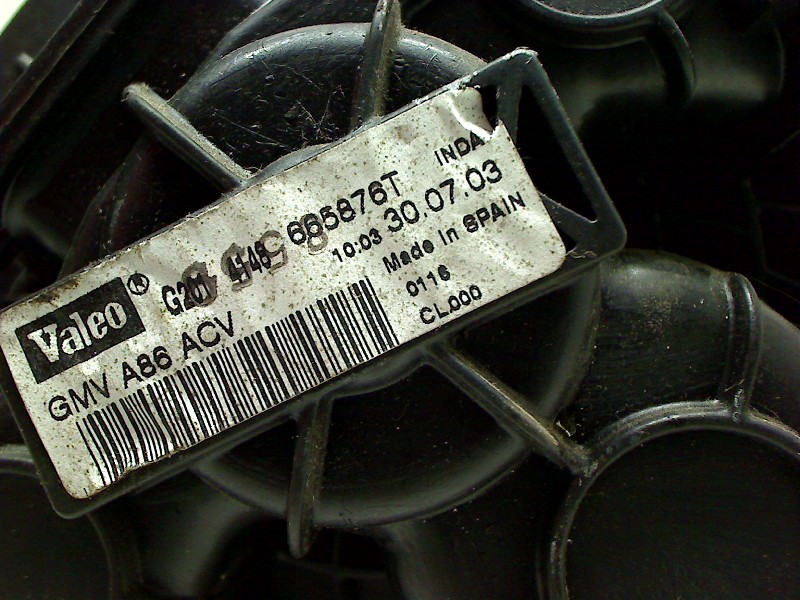 Valeo ®
GMV A86 ACV
665876T
INDA
10:03 30.07.03
Made in SPAIN
0116
CL000